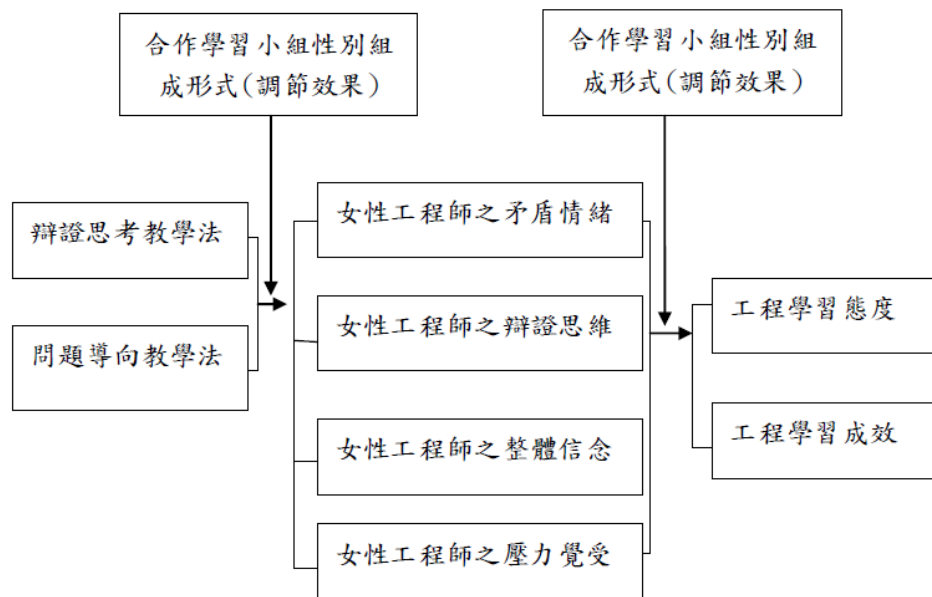 合作學習小組性別組
成形式(調節效果)
合作學習小組性別組
成形式(調節效果)
辯證思考教學法
問題導向教學法
女性工程師之矛盾情緒
女性工程師之辯證思維
女性工程師之整體信念
女性工程師之壓力覺受
工程學習態度
工程學習成效